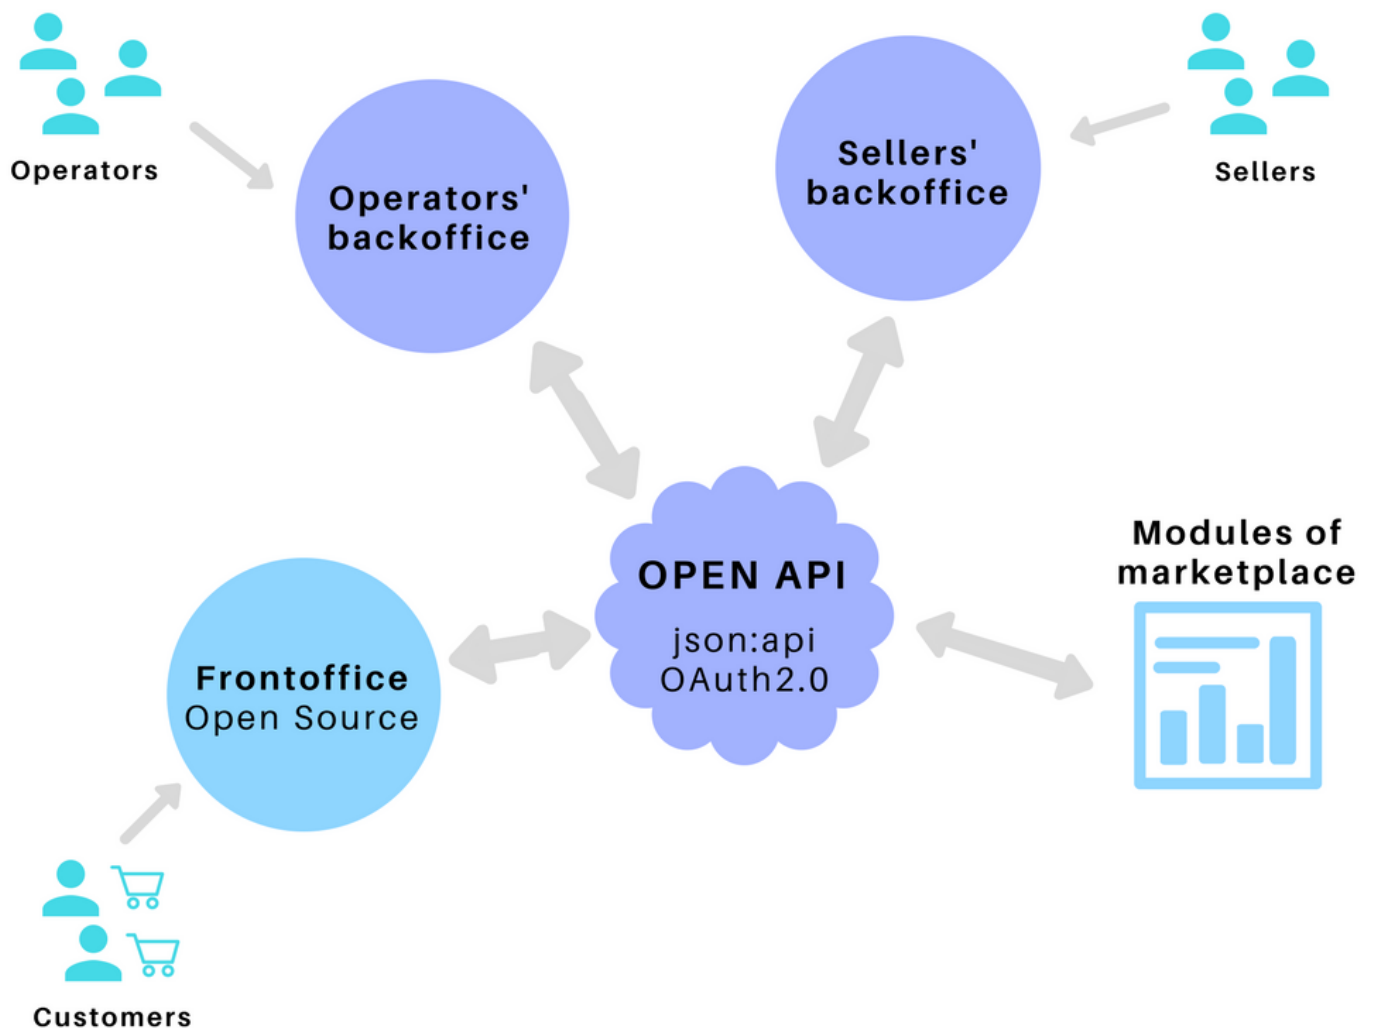 Operators
Operators'
backoffice
Sellers'
backoffice
Sellers
OPEN API
json:api
OAuth2.0
Modules of
marketplace
Frontoffice
Open Source
Customers